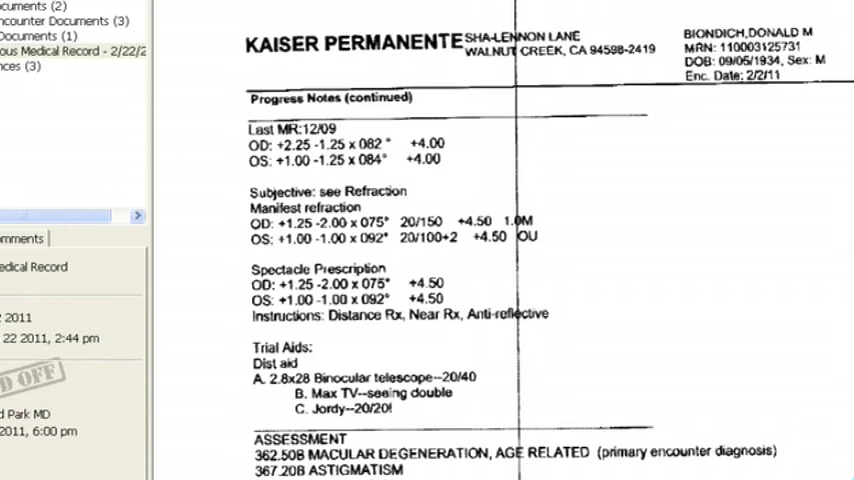 cuments (2)
ncounter Documents (3)
Documents (1)
ous Medical Record - 2/22/2
nces (3)
omments
edical Record
2011
22 2011, 2:44 pm
D OFF
d Park MD
2011, 6:00 pm
KAISER PERMANENTE
SHA-LENNON LANE
WALNUT CREEK, CA 94598-2419
BIONDICH,DONALD M
MRN: 110003125731
DOB: 09/05/1934, Sex: M
Enc. Date: 2/2/11
Progress Notes (continued)
Last MR:12/09
OD: +2.25 -1.25 x 082 ° +4.00
OS: +1.00 -1.25 x 084° +4.00
Subjective: see Refraction
Manifest refraction
OD: +1.25 -2.00 x 075° 20/150 +4.50 1.0M
OS: +1.00 -1.00 x 092° 20/100+2 +4.50 OU
Spectacle Prescription
OD: +1.25 -2.00 x 075° +4.50
OS: +1.00 -1.00 x 092° +4.50
Instructions: Distance Rx, Near Rx, Anti-reflective
Trial Aids:
Dist aid
A. 2.8x28 Binocular telescope--20/40
B. Max TV--seeing double
C. Jordy--20/20!
ASSESSMENT
362.50B MACULAR DEGENERATION, AGE RELATED (primary encounter diagnosis)
367.20B ASTIGMATISM